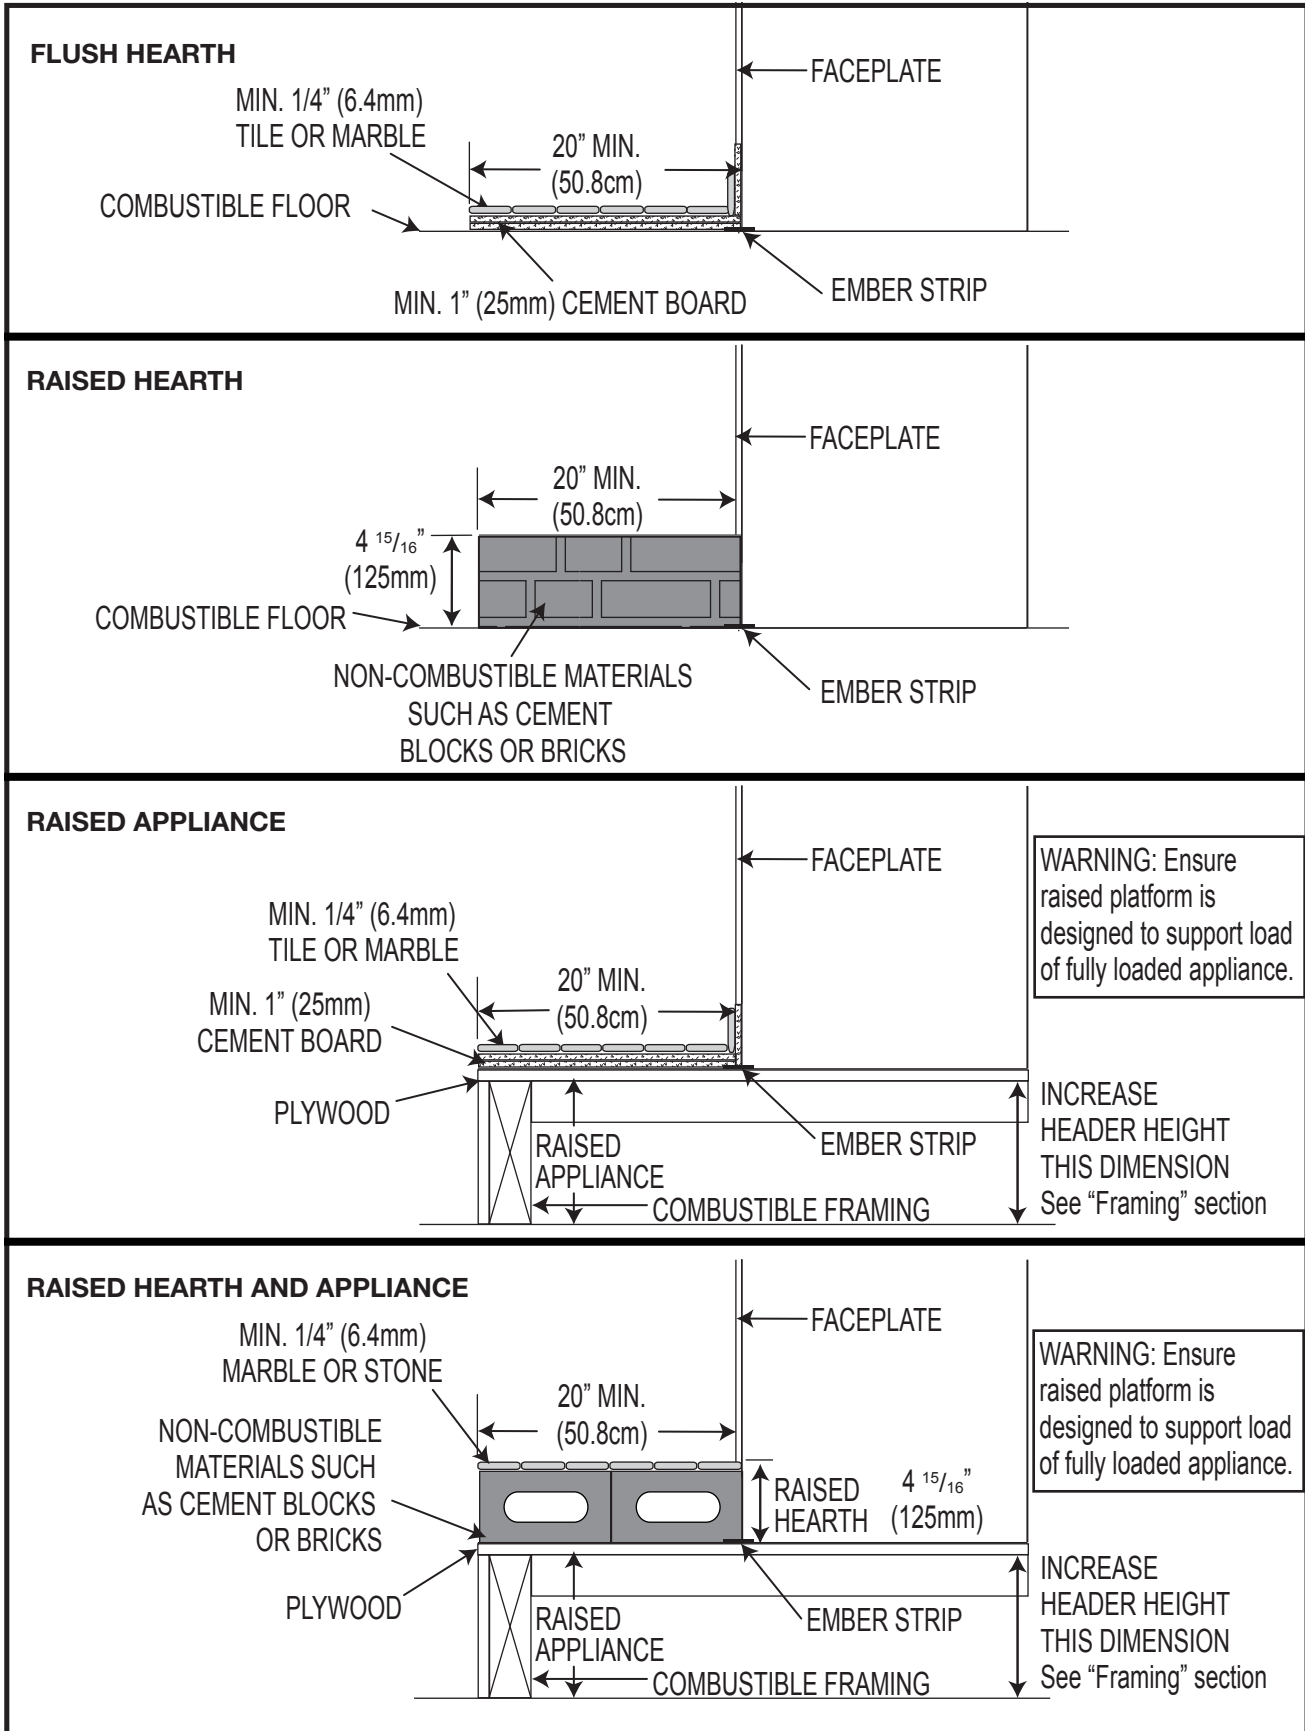 FLUSH HEARTH
MIN. 1/4” (6.4mm)
TILE OR MARBLE
COMBUSTIBLE FLOOR
20” MIN.
(50.8cm)
FACEPLATE
EMBER STRIP
MIN. 1” (25mm) CEMENT BOARD
RAISED HEARTH
FACEPLATE
20” MIN.
(50.8cm)
4 15/16”
(125mm)
COMBUSTIBLE FLOOR
NON-COMBUSTIBLE MATERIALS
SUCH AS CEMENT
BLOCKS OR BRICKS
EMBER STRIP
RAISED APPLIANCE
FACEPLATE
WARNING: Ensure
raised platform is
designed to support load
of fully loaded appliance.
MIN. 1/4” (6.4mm)
TILE OR MARBLE
20” MIN.
(50.8cm)
MIN. 1” (25mm)
CEMENT BOARD
PLYWOOD
RAISED
APPLIANCE
EMBER STRIP
COMBUSTIBLE FRAMING
INCREASE
HEADER HEIGHT
THIS DIMENSION
See “Framing” section
RAISED HEARTH AND APPLIANCE
FACEPLATE
MIN. 1/4” (6.4mm)
MARBLE OR STONE
WARNING: Ensure
raised platform is
designed to support load
of fully loaded appliance.
20” MIN.
(50.8cm)
NON-COMBUSTIBLE
MATERIALS SUCH
AS CEMENT BLOCKS
OR BRICKS
RAISED
HEARTH
4 15/16”
(125mm)
PLYWOOD
RAISED
APPLIANCE
EMBER STRIP
COMBUSTIBLE FRAMING
INCREASE
HEADER HEIGHT
THIS DIMENSION
See “Framing” section